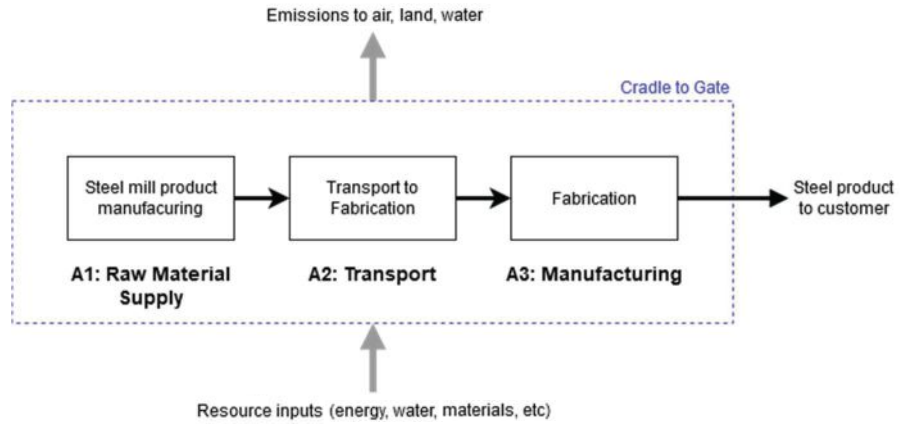 Emissions to air, land, water
Cradle to Gate
Steel mill product
manufacuring
Transport to
Fabrication
Fabrication
Steel product
to customer
A1: Raw Material
Supply
A2: Transport
A3: Manufacturing
Resource inputs (energy, water, materials, etc)